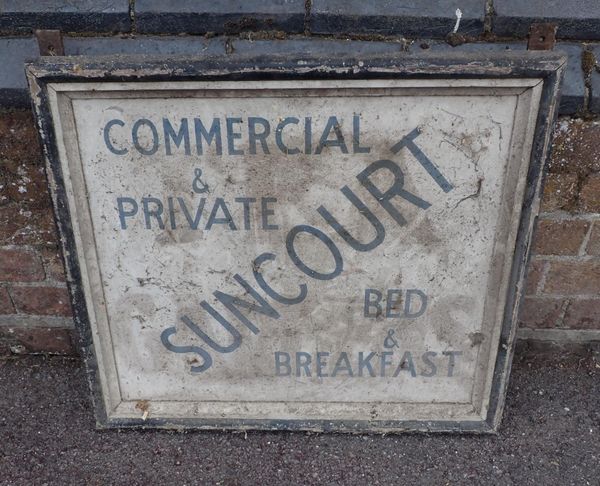 COMMERCIAL
&
PRIVATE
SUNCOURT
BED
&
BREAKFAST